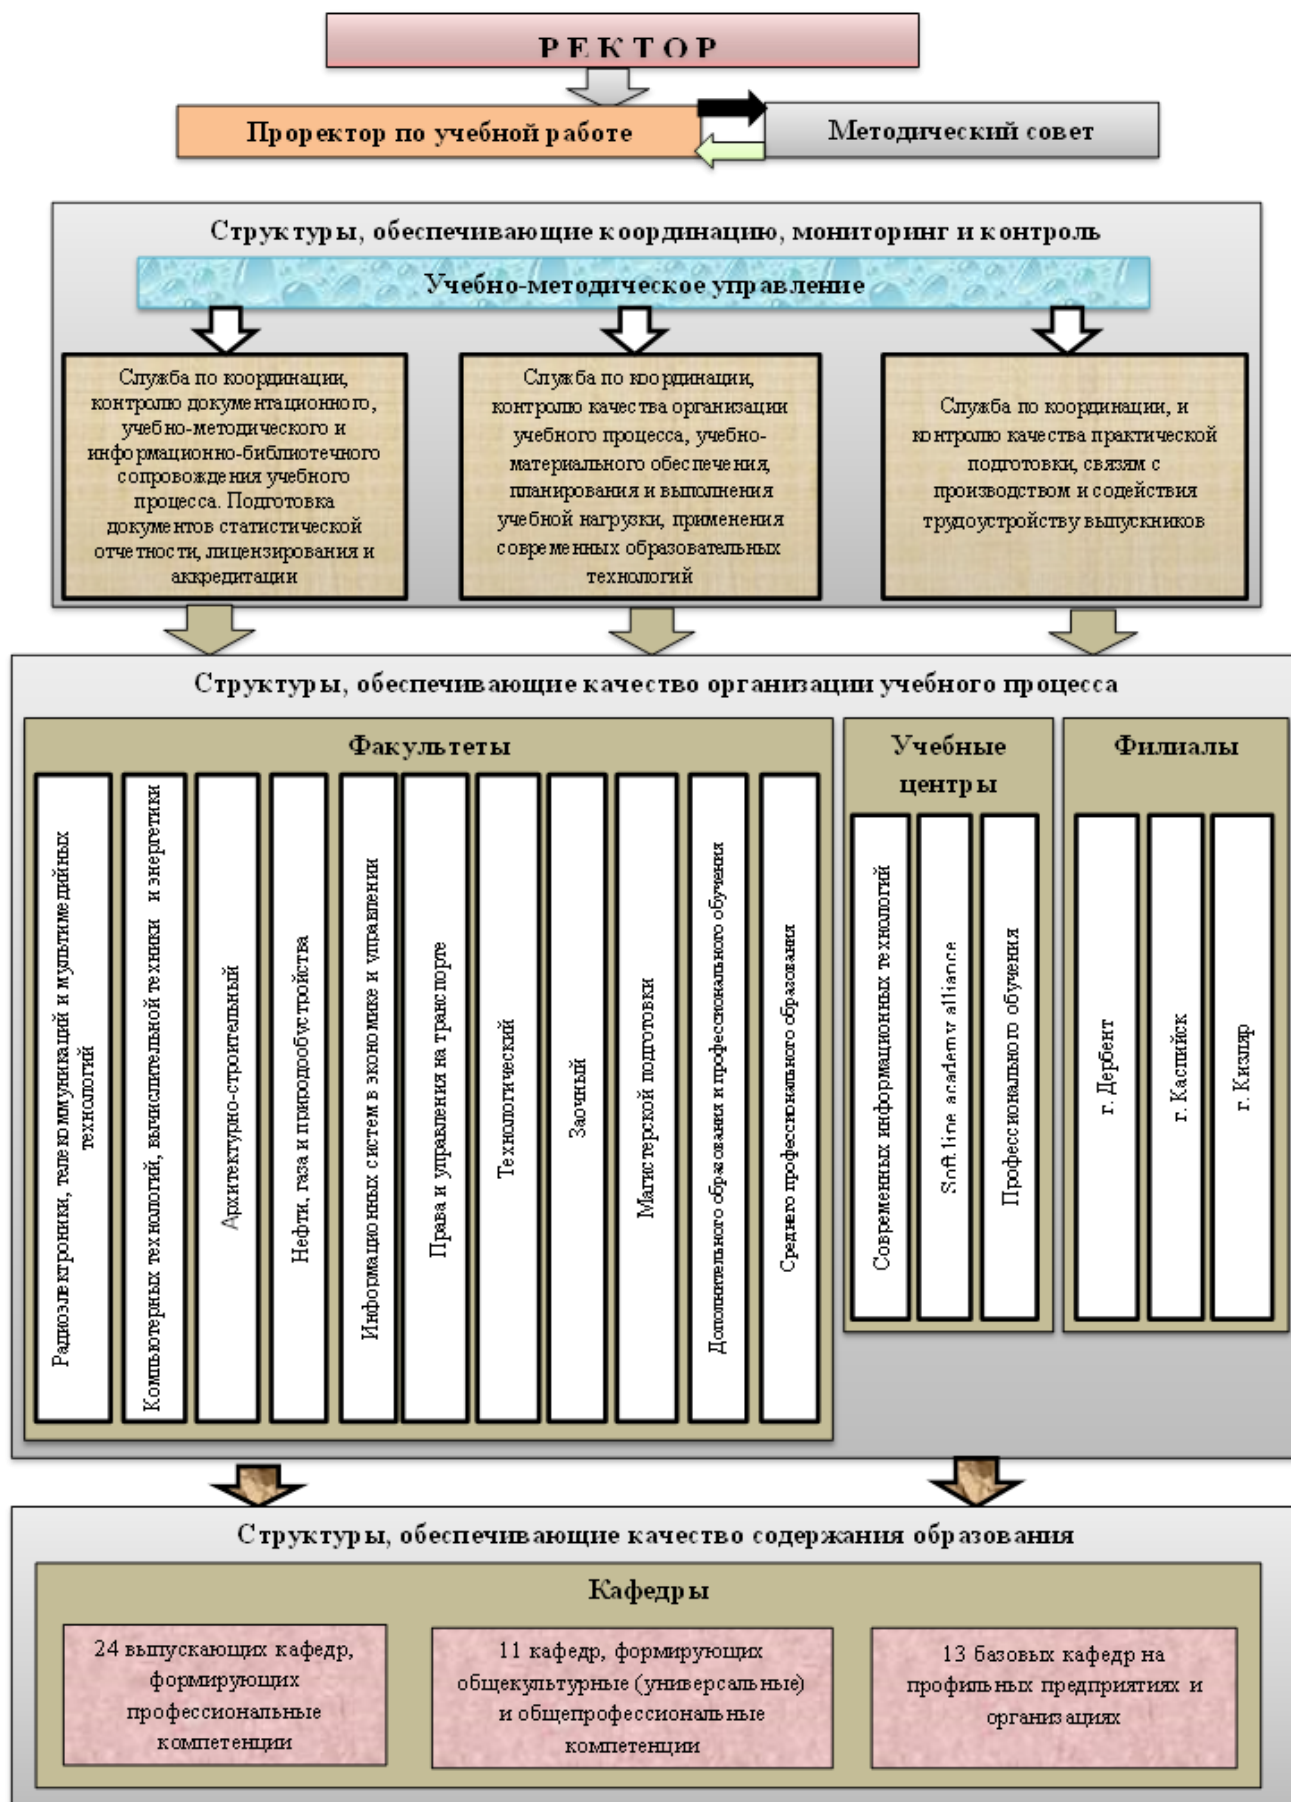 РЕКТОР
Проректор по учебной работе
Методический совет
Структуры, обеспечивающие координацию, мониторинг и контроль
Учебно-методическое управление
Служба по координации,
контролю документационного,
учебно-методического и
информационно-библиотечного
сопровождения учебного
процесса. Подготовка
документов статистической
отчетности, лицензирования и
аккредитации
Служба по координации,
контролю качества организации
учебного процесса, учебно-
материального обеспечения,
планирования и выполнения
учебной нагрузки, применения
современных образовательных
технологий
Служба по координации, и
контролю качества практической
подготовки, связям с
производством и содействия
трудоустройству выпускников
Структуры, обеспечивающие качество организации учебного процесса
Факультеты
Радиоэлектроники, телекоммуникаций и мультимедийных
технологий
Компьютерных технологий, вычислительной техники и энергетики
Архитектурно-строительный
Нефти, газа и природообустройства
Информационных систем в экономике и управлении
Права и управления на транспорте
Технологический
Заочный
Магистерской подготовки
Дополнительного образования и профессионального обучения
Среднего профессионального образования
Учебные
центры
Современных информационных технологий
Soft line academy alliance
Профессионального обучения
Филиалы
г. Дербент
г. Каспийск
г. Кизляр
Структуры, обеспечивающие качество содержания образования
Кафедры
24 выпускающих кафедр,
формирующих
профессиональные
компетенции
11 кафедр, формирующих
общекультурные (универсальные)
и общепрофессиональные
компетенции
13 базовых кафедр на
профильных предприятиях и
организациях